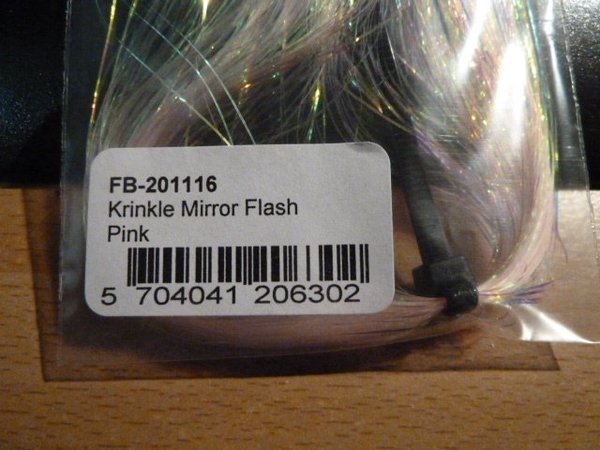 FB-201116
Krinkle Mirror Flash
Pink
5 704041 206302